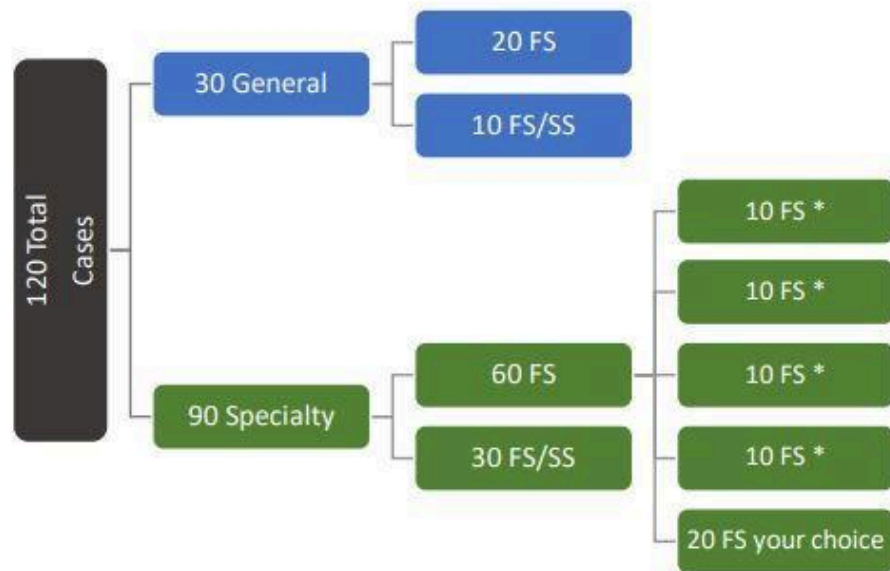 120 Total
Cases
30 General
20 FS
10 FS/SS
90 Specialty
60 FS
30 FS/SS
10 FS *
10 FS *
10 FS *
10 FS *
20 FS your choice